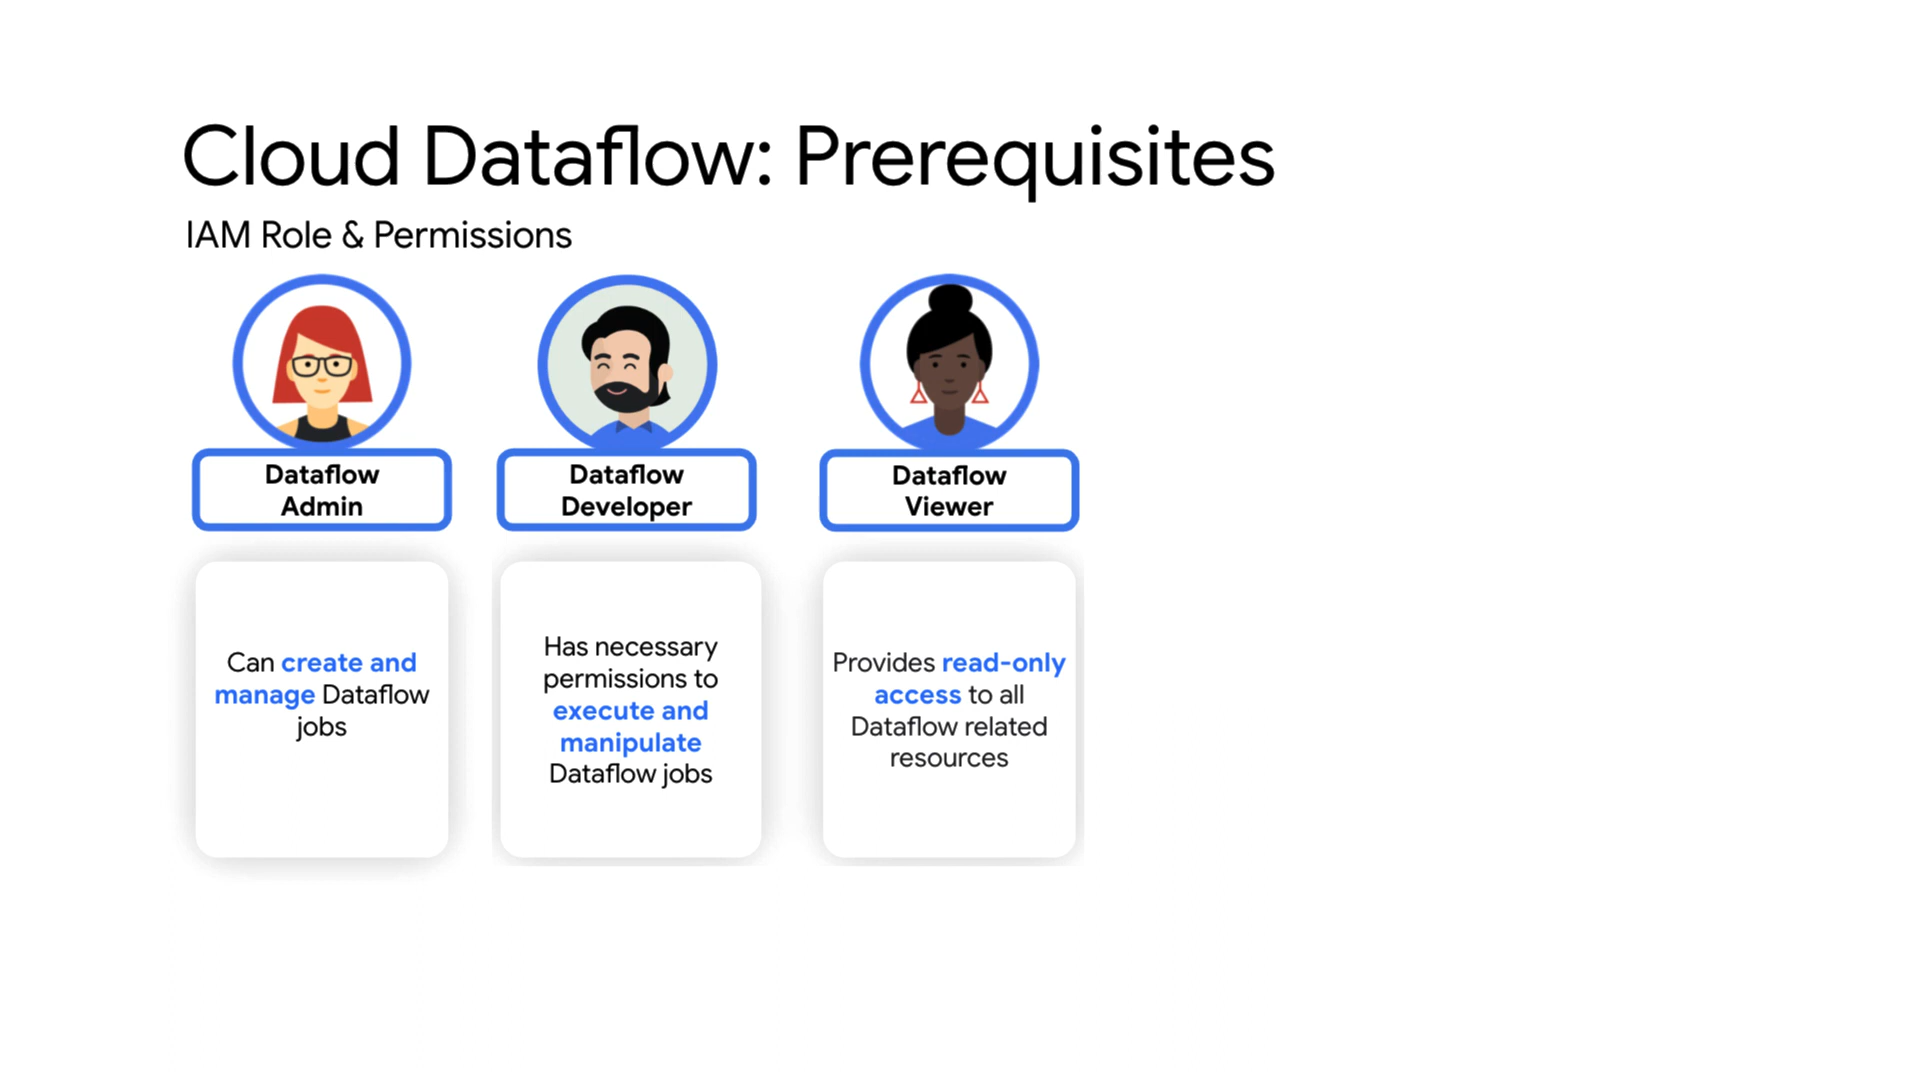 Cloud Dataflow: Prerequisites
IAM Role & Permissions
Dataflow
Admin
Dataflow
Developer
Dataflow
Viewer
Can create and
manage Dataflow
jobs
Has necessary
permissions to
execute and
manipulate
Dataflow jobs
Provides read-only
access to all
Dataflow related
resources